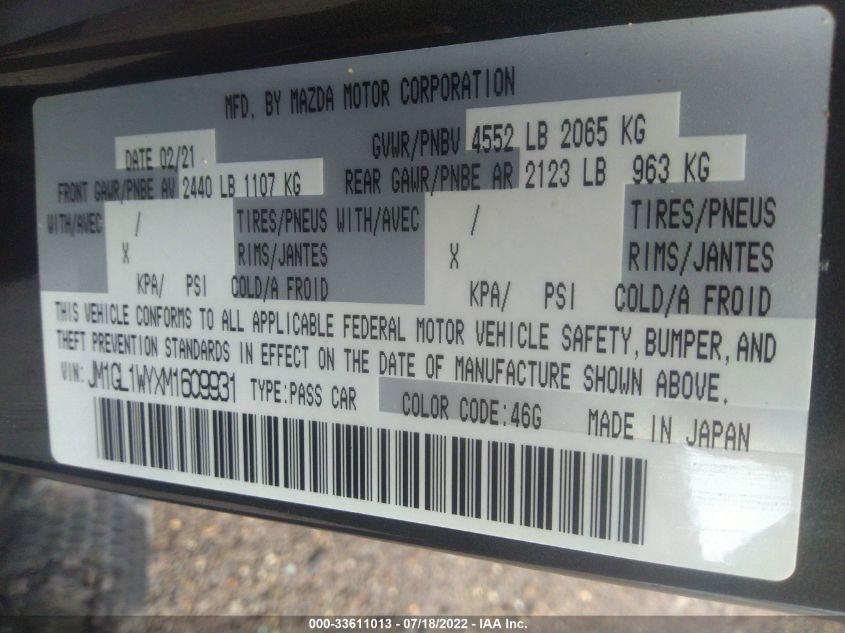 MFD. BY MAZDA MOTOR CORPORATION
DATE 02/21 GVWR/PNBV 4552 LB 2065 KG
FRONT GAWR/PNBE AV 2440 LB 1107 KG REAR GAWR/PNBE AR 2123 LB 963 KG
WITH/AVEC / TIRES/PNEUS WITH/AVEC / TIRES/PNEUS
X RIMS/JANTES X RIMS/JANTES
KPA/ PSI COLD/A FROID KPA/ PSI COLD/A FROID
THIS VEHICLE CONFORMS TO ALL APPLICABLE FEDERAL MOTOR VEHICLE SAFETY, BUMPER, AND
THEFT PREVENTION STANDARDS IN EFFECT ON THE DATE OF MANUFACTURE SHOWN ABOVE.
VIN: JM1GL1WYXM1609931 TYPE:PASS CAR COLOR CODE:46G MADE IN JAPAN
000-33611013 - 07/18/2022 - IAA Inc.